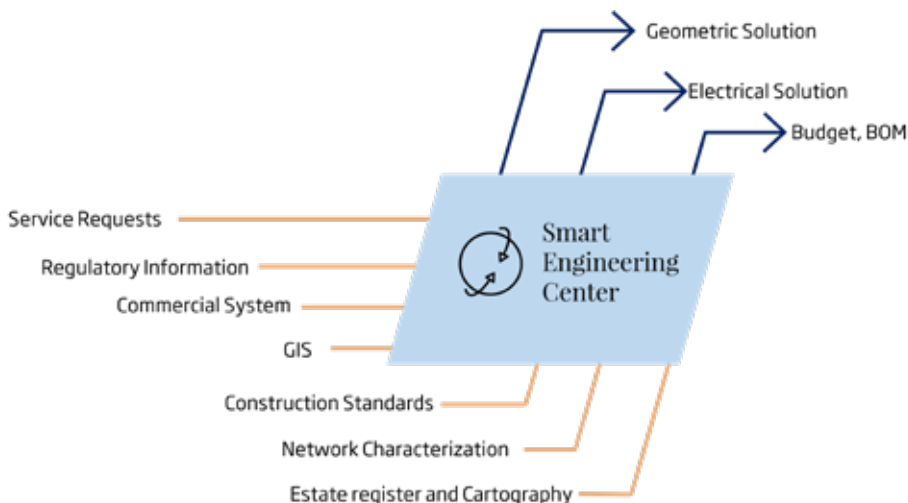 Geometric Solution
Electrical Solution
Budget, BOM
Service Requests
Regulatory Information
Commercial System
GIS
Smart
Engineering
Center
Construction Standards
Network Characterization
Estate register and Cartography